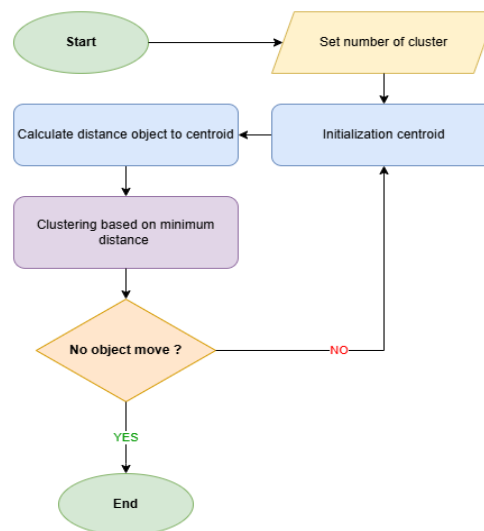 Start
Set number of cluster
Calculate distance object to centroid
Initialization centroid
Clustering based on minimum
distance
No object move ?
NO
YES
End